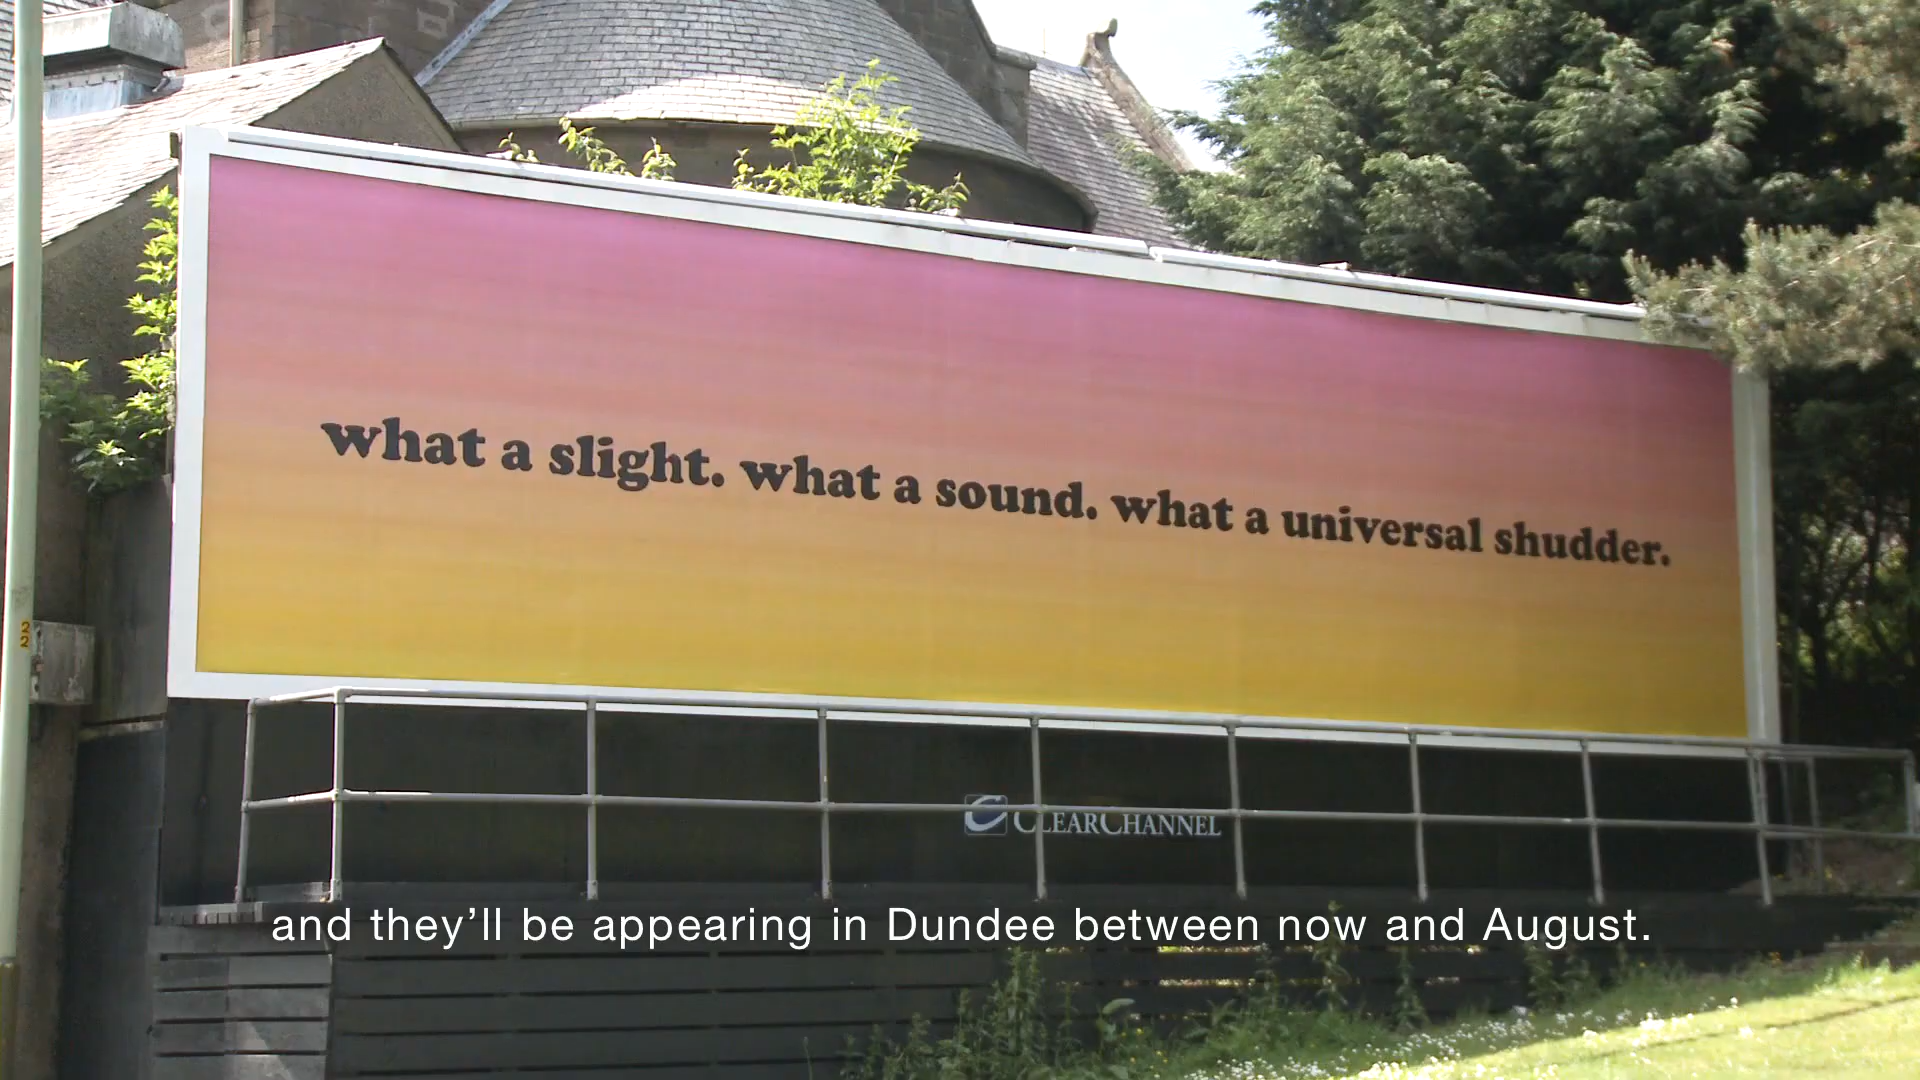 what a slight. what a sound. what a universal shudder.
22
CLEARCHANNEL
and they’ll be appearing in Dundee between now and August.